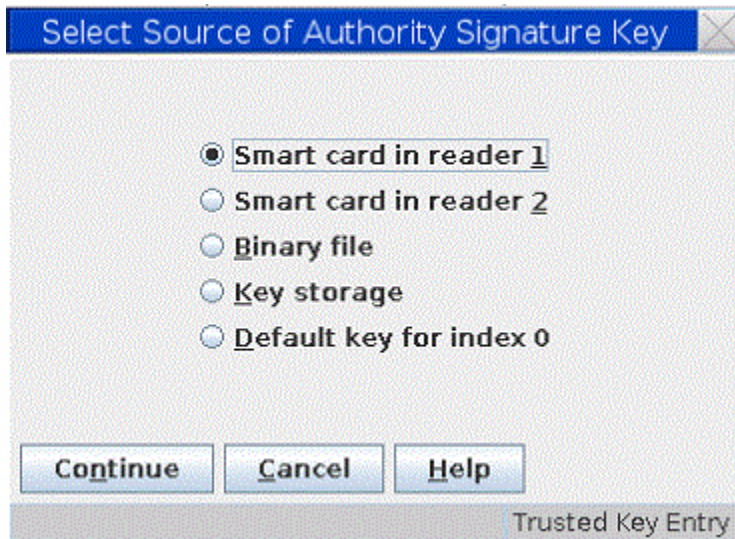 Select Source of Authority Signature Key
Smart card in reader 1
Smart card in reader 2
Binary file
Key storage
Default key for index 0
Continue Cancel Help
Trusted Key Entry